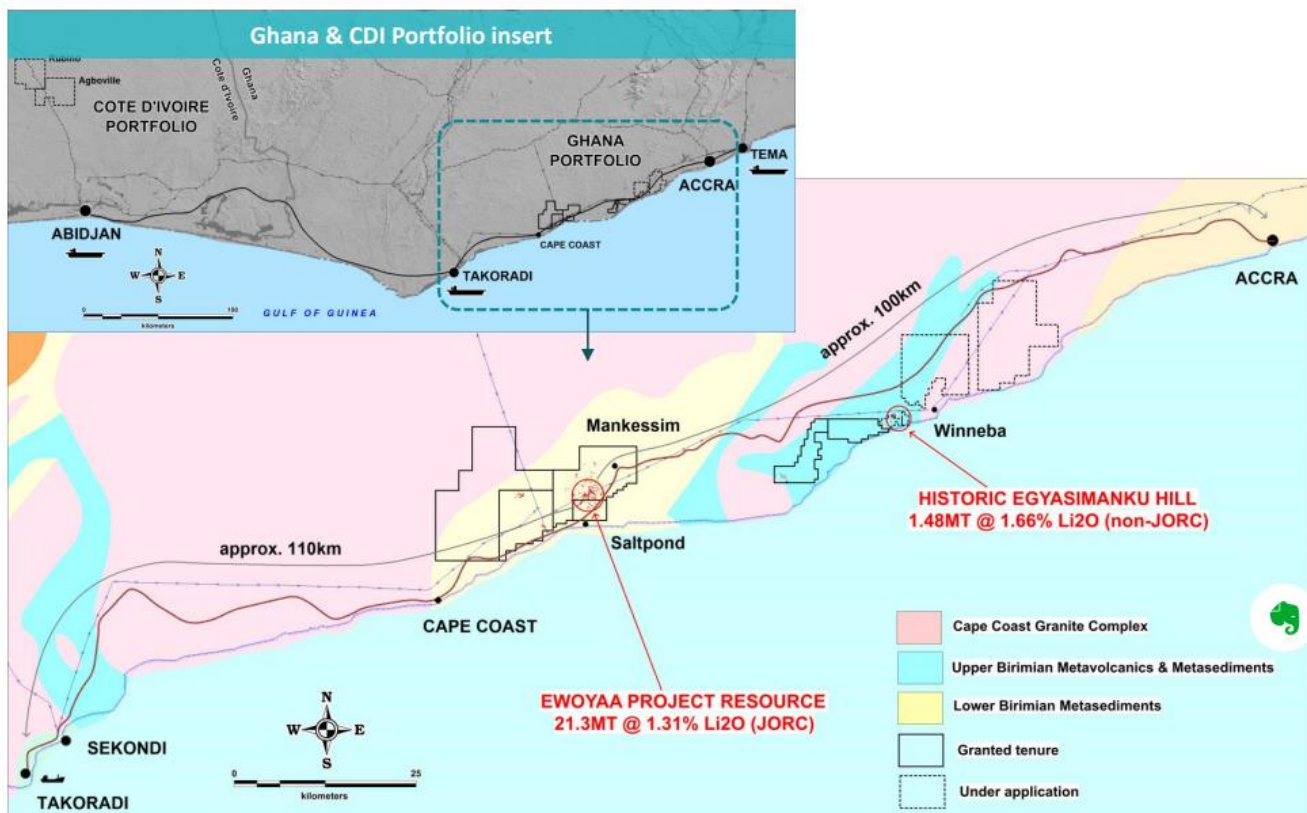 Ghana & CDI Portfolio insert
Rubino
Agboville
COTE D'IVOIRE
PORTFOLIO
Cote d'Ivoire
Ghana
GHANA
PORTFOLIO
TEMA
ACCRA
ABIDJAN
CAPE COAST
TAKORADI
N
W E
S
0 100
kilometers
GULF OF GUINEA
ACCRA
approx. 100km
Mankessim
Winneba
HISTORIC EGYASIMANKU HILL
1.48MT @ 1.66% Li2O (non-JORC)
Saltpond
approx. 110km
CAPE COAST
EWOYAA PROJECT RESOURCE
21.3MT @ 1.31% Li2O (JORC)
SEKONDI
TAKORADI
N
W E
S
0 25
kilometers
Cape Coast Granite Complex
Upper Birimian Metavolcanics & Metasediments
Lower Birimian Metasediments
Granted tenure
Under application